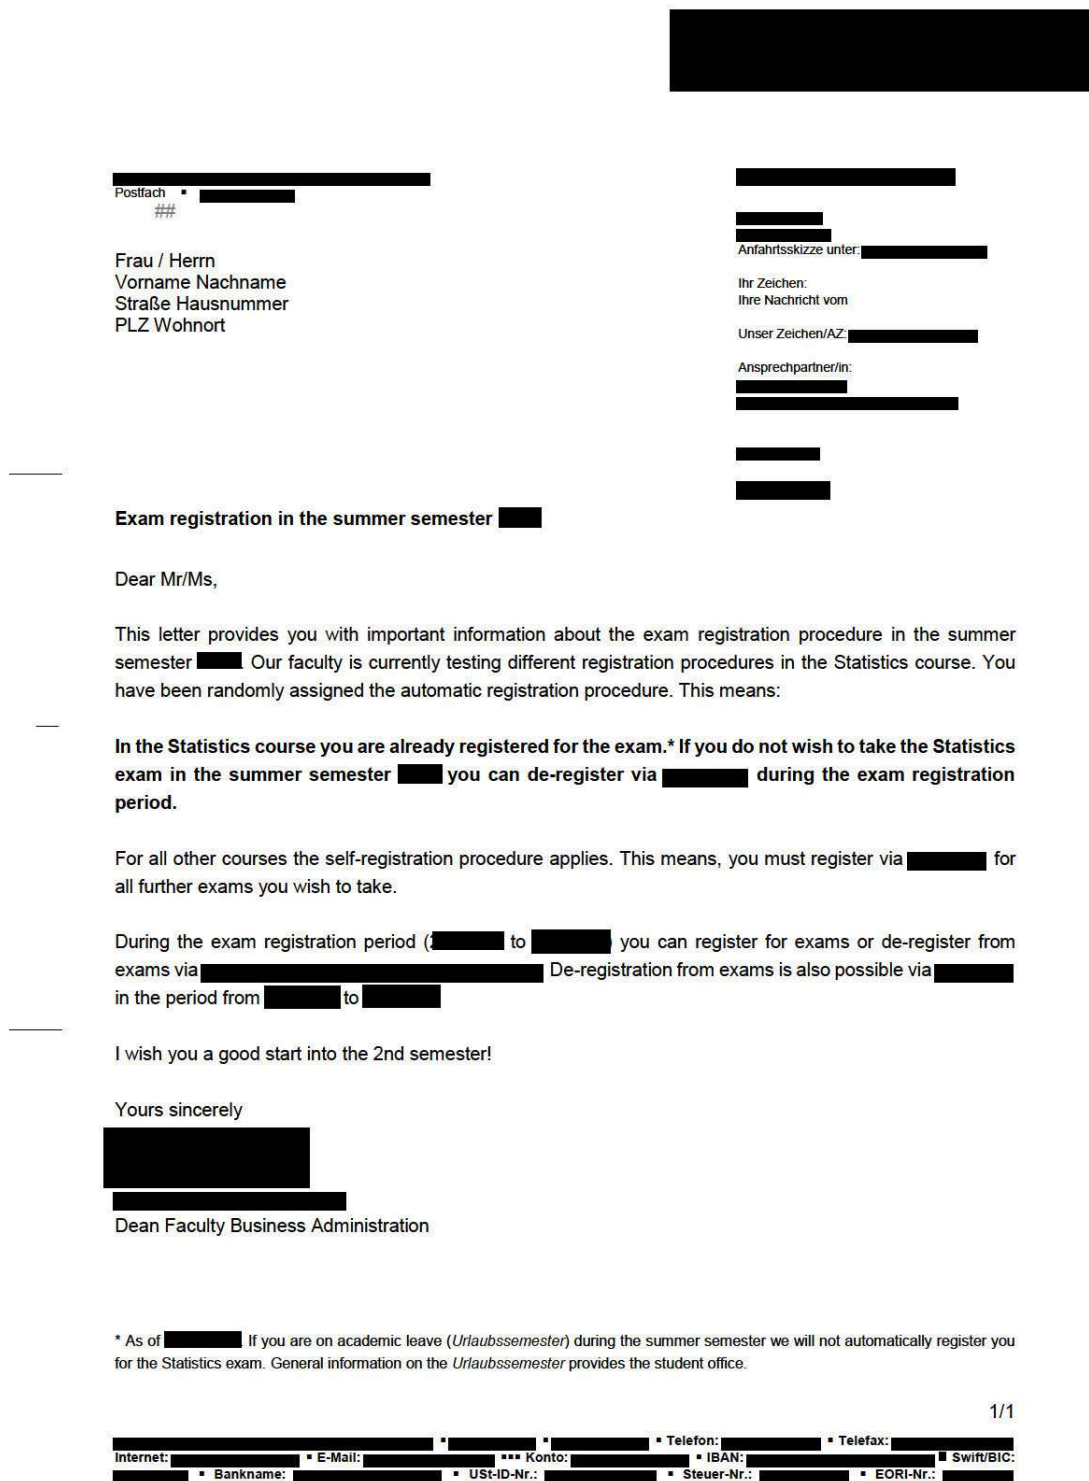 Postfach ▪
##
Frau / Herrn
Vorname Nachname
Straße Hausnummer
PLZ Wohnort
Anfahrtsskizze unter:
Ihr Zeichen:
Ihre Nachricht vom
Unser Zeichen/AZ:
Ansprechpartner/in:
Exam registration in the summer semester
Dear Mr/Ms,
This letter provides you with important information about the exam registration procedure in the summer
semester . Our faculty is currently testing different registration procedures in the Statistics course. You
have been randomly assigned the automatic registration procedure. This means:
In the Statistics course you are already registered for the exam.* If you do not wish to take the Statistics
exam in the summer semester you can de-register via during the exam registration
period.
For all other courses the self-registration procedure applies. This means, you must register via for
all further exams you wish to take.
During the exam registration period ( to ) you can register for exams or de-register from
exams via De-registration from exams is also possible via
in the period from to
I wish you a good start into the 2nd semester!
Yours sincerely
Dean Faculty Business Administration
* As of . If you are on academic leave (Urlaubssemester) during the summer semester we will not automatically register you
for the Statistics exam. General information on the Urlaubssemester provides the student office.
1/1
▪ ▪ ▪ Telefon: ▪ Telefax:
Internet: ▪ E-Mail: ▪▪▪ Konto: ▪ IBAN: ▪ Swift/BIC:
▪ Bankname: ▪ USt-ID-Nr.: ▪ Steuer-Nr.: ▪ EORI-Nr.: